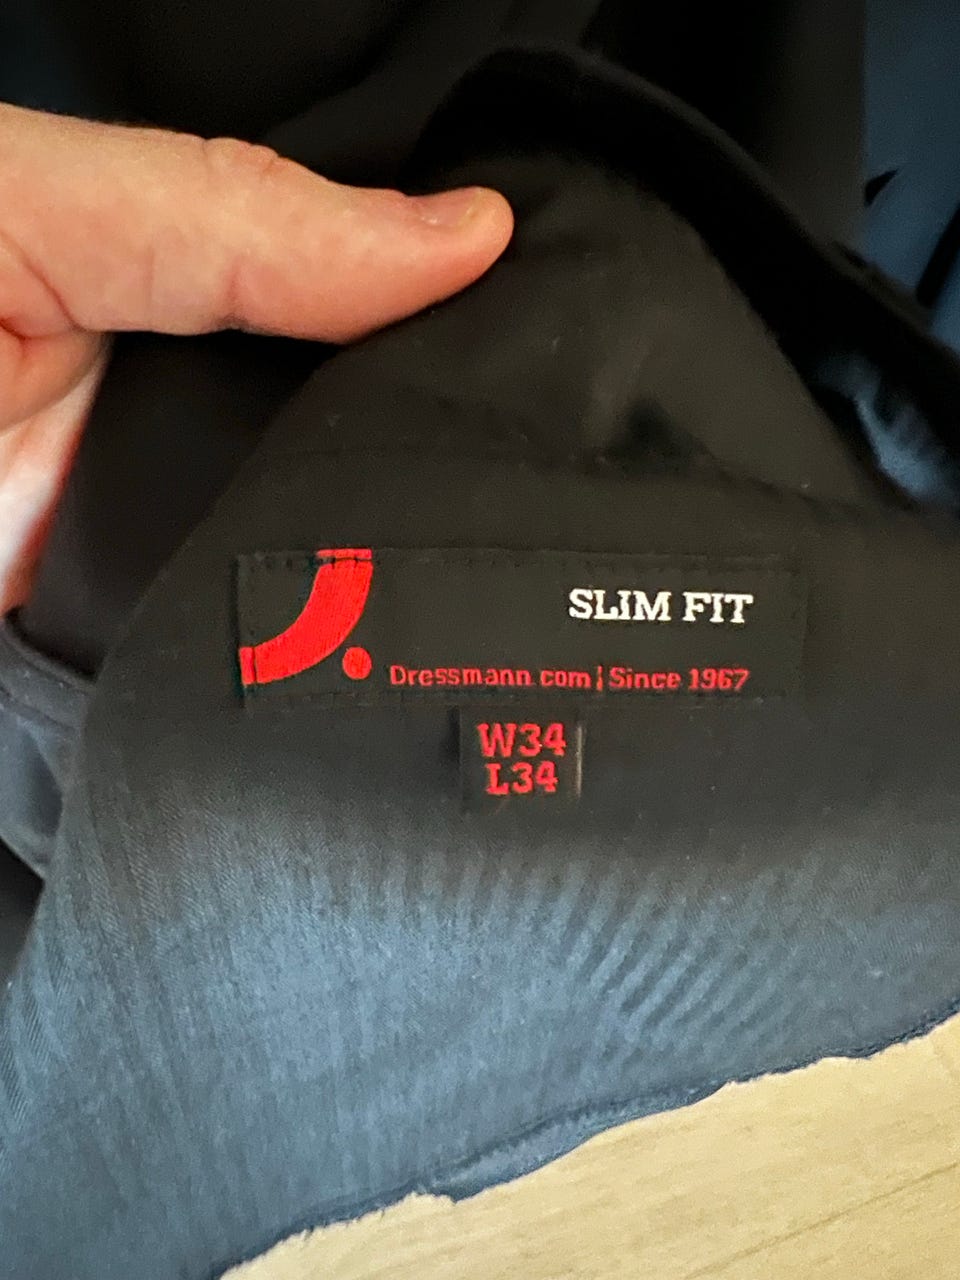 SLIM FIT
Dressmann.com | Since 1967
W34
L34